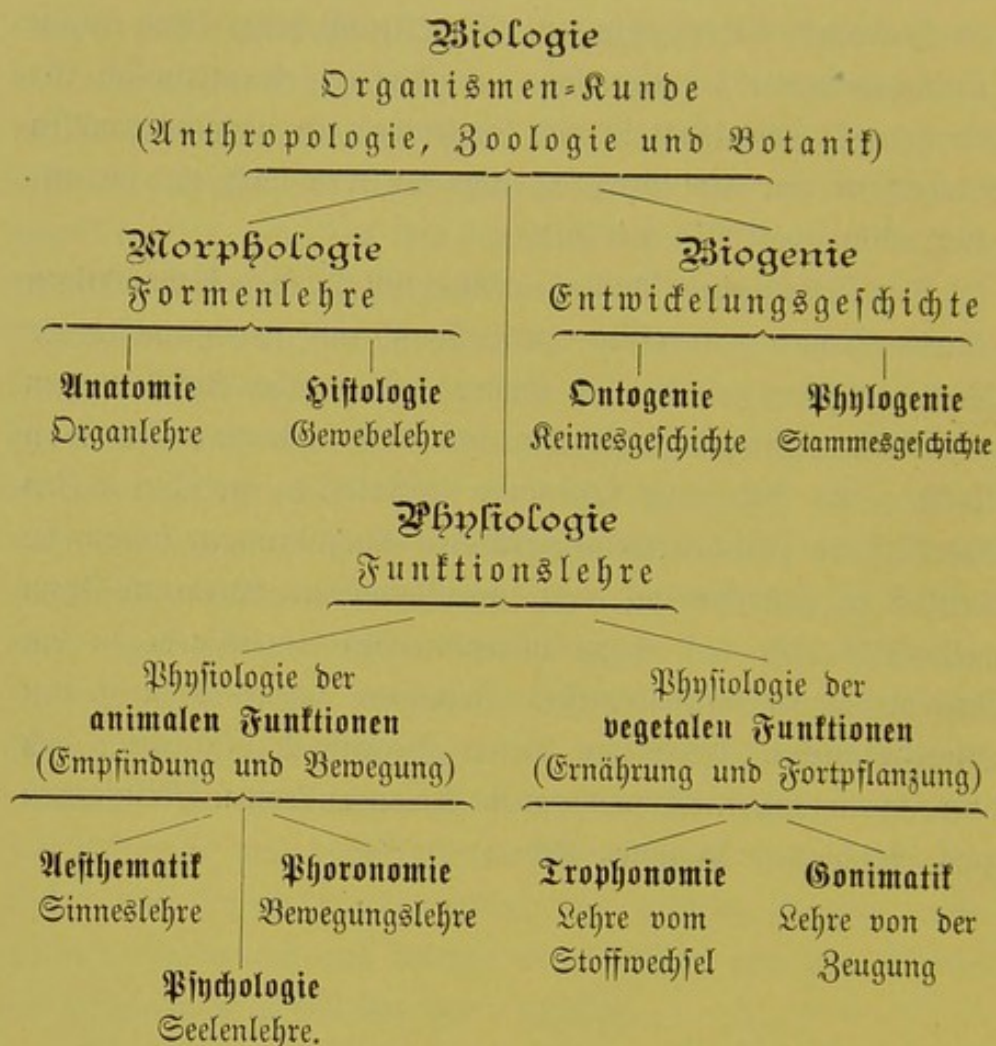 Biologie
Organismen-Kunde
(Anthropologie, Zoologie und Botanik)
Morphologie
Formenlehre
Biogenie
Entwickelungsgeschichte
Anatomie
Organlehre
Histologie
Gewebelehre
Ontogenie
Keimesgeschichte
Phylogenie
Stammesgeschichte
Physiologie
Funktionslehre
Physiologie der
animalen Funktionen
(Empfindung und Bewegung)
Physiologie der
vegetalen Funktionen
(Ernährung und Fortpflanzung)
Aesthematik
Sinneslehre
Phoronomie
Bewegungslehre
Psychologie
Seelenlehre.
Trophonomie
Lehre vom
Stoffwechsel
Gonimatik
Lehre von der
Zeugung